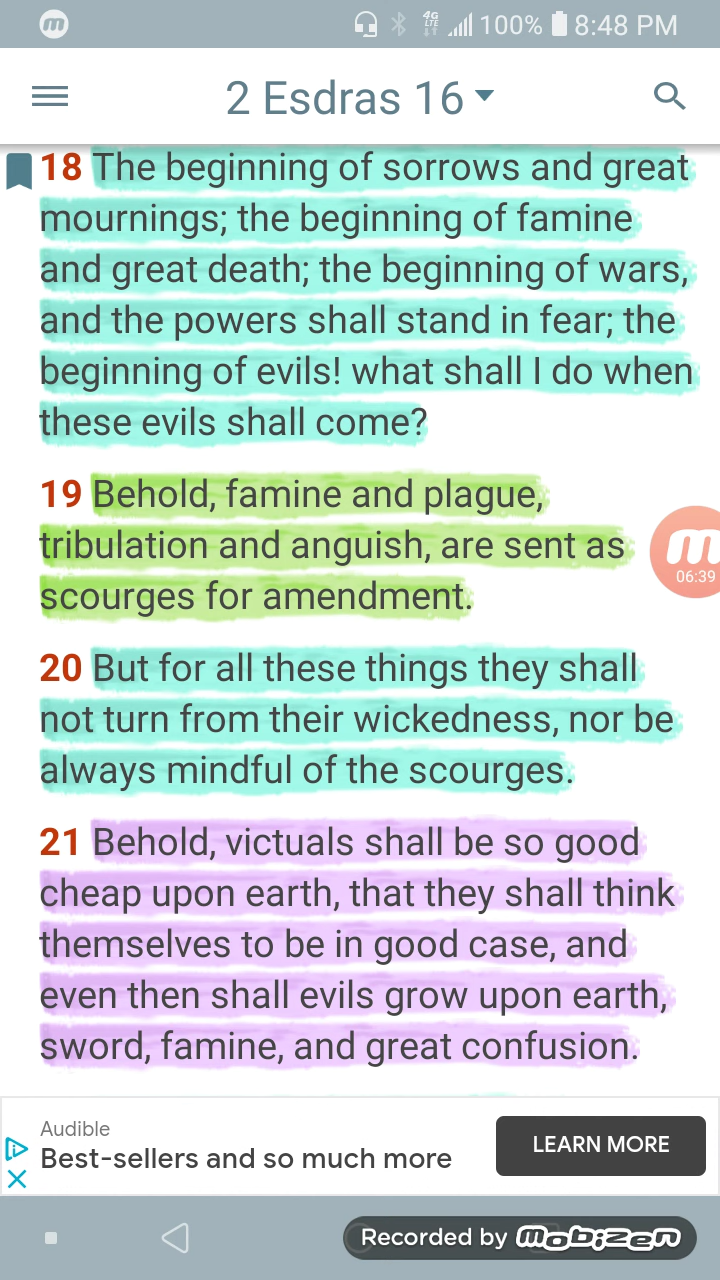 4G LTE 100% 8:48 PM
2 Esdras 16
18 The beginning of sorrows and great
mournings; the beginning of famine
and great death; the beginning of wars,
and the powers shall stand in fear; the
beginning of evils! what shall I do when
these evils shall come?
19 Behold, famine and plague,
tribulation and anguish, are sent as
scourges for amendment.
06:39
20 But for all these things they shall
not turn from their wickedness, nor be
always mindful of the scourges.
21 Behold, victuals shall be so good
cheap upon earth, that they shall think
themselves to be in good case, and
even then shall evils grow upon earth,
sword, famine, and great confusion.
Audible
Best-sellers and so much more
LEARN MORE
Recorded by mobizen